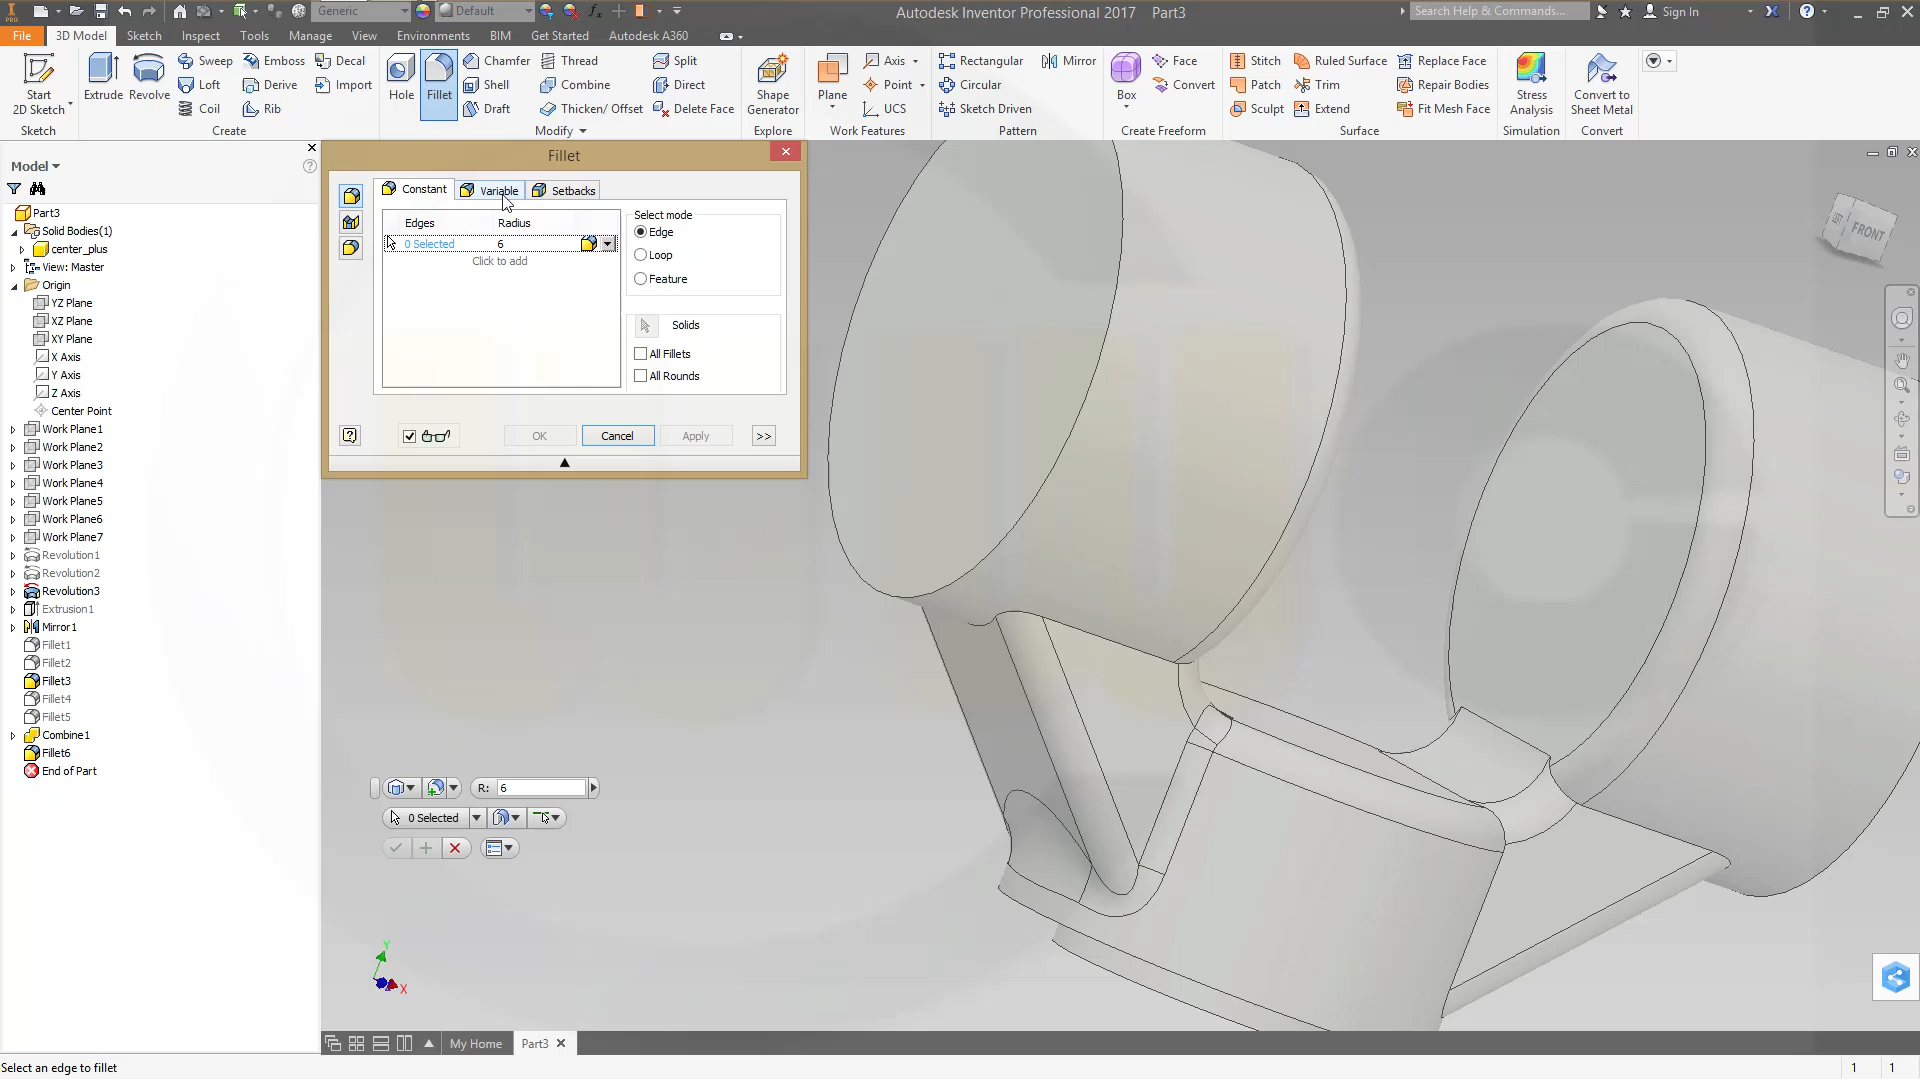 Generic
Default
Autodesk Inventor Professional 2017 Part3
Search Help & Commands...
Sign In
PRO
File
3D Model
Sketch
Inspect
Tools
Manage
View
Environments
BIM
Get Started
Autodesk A360
Start
2D Sketch
Sketch
Extrude
Revolve
Sweep
Loft
Coil
Emboss
Derive
Rib
Decal
Import
Create
Hole
Fillet
Chamfer
Shell
Draft
Thread
Combine
Thicken/ Offset
Split
Direct
Delete Face
Modify
Shape
Generator
Explore
Plane
Axis
Point
UCS
Work Features
Rectangular
Circular
Sketch Driven
Mirror
Pattern
Box
Face
Convert
Create Freeform
Stitch
Patch
Sculpt
Ruled Surface
Trim
Extend
Replace Face
Repair Bodies
Fit Mesh Face
Surface
Stress
Analysis
Simulation
Convert to
Sheet Metal
Convert
Model
Part3
Solid Bodies(1)
center_plus
View: Master
Origin
YZ Plane
XZ Plane
XY Plane
X Axis
Y Axis
Z Axis
Center Point
Work Plane1
Work Plane2
Work Plane3
Work Plane4
Work Plane5
Work Plane6
Work Plane7
Revolution1
Revolution2
Revolution3
Extrusion1
Mirror1
Fillet1
Fillet2
Fillet3
Fillet4
Fillet5
Combine1
Fillet6
End of Part
Fillet
Constant
Variable
Setbacks
Edges Radius
0 Selected 6
Click to add
Select mode
Edge
Loop
Feature
Solids
All Fillets
All Rounds
OK
Cancel
Apply
>>
R: 6
0 Selected
FRONT
Y
X
My Home
Part3
Select an edge to fillet
1 1